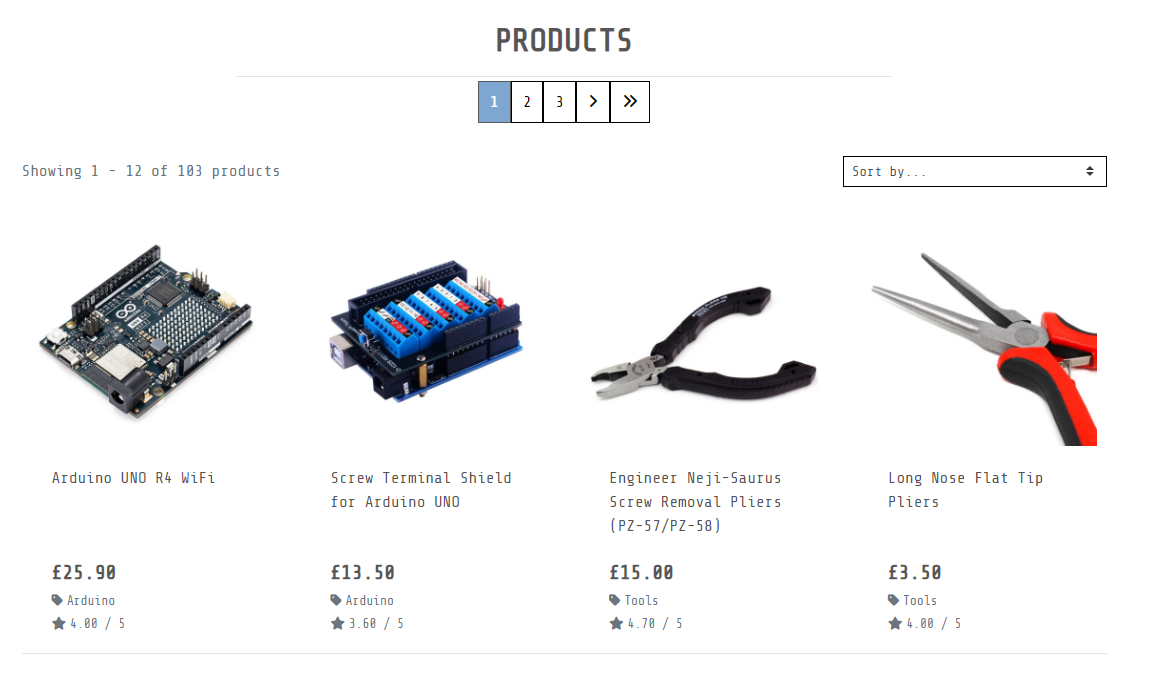 PRODUCTS
1 2 3
Showing 1 - 12 of 103 products
Sort by...
Arduino UNO R4 WiFi
£25.90
Arduino
4.00 / 5
Screw Terminal Shield
for Arduino UNO
£13.50
Arduino
3.60 / 5
Engineer Neji-Saurus
Screw Removal Pliers
(PZ-57/PZ-58)
£15.00
Tools
4.70 / 5
Long Nose Flat Tip
Pliers
£3.50
Tools
4.00 / 5